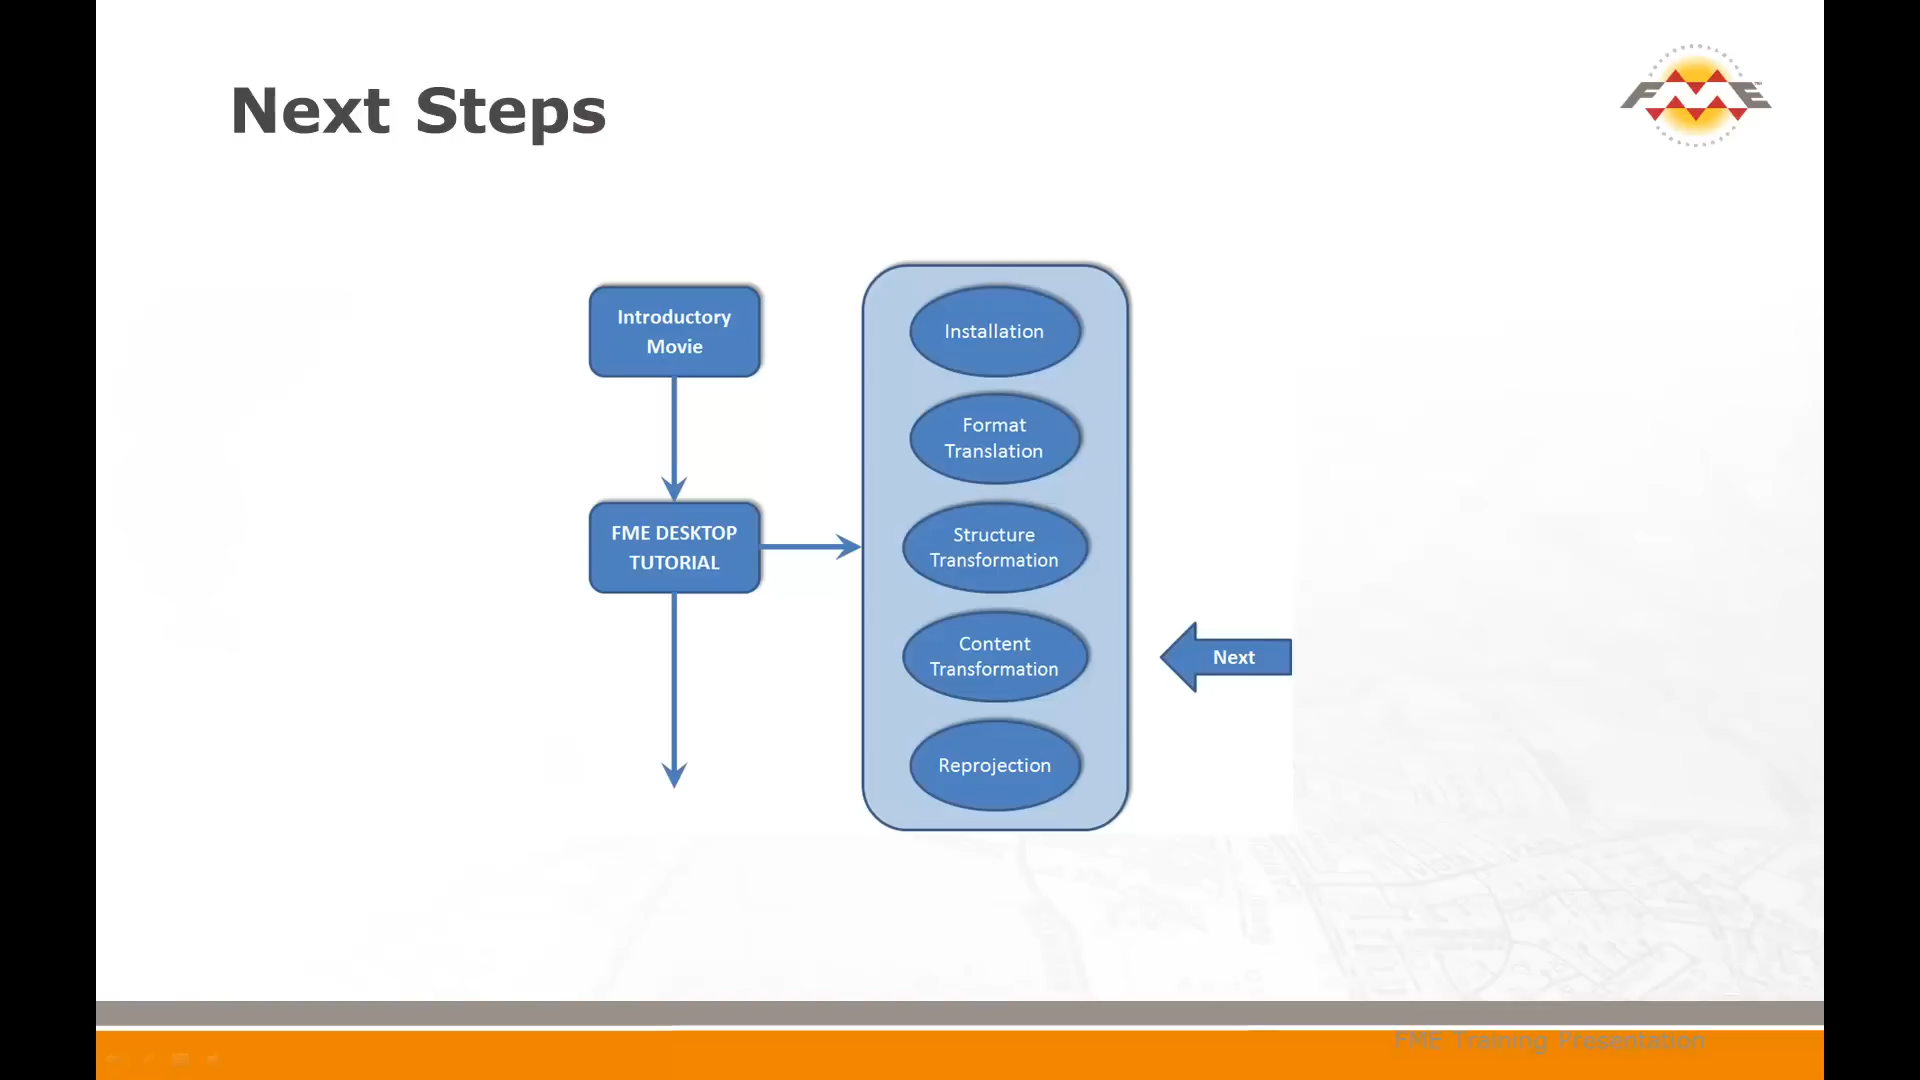 Next Steps
FME
Introductory
Movie
FME DESKTOP
TUTORIAL
Installation
Format
Translation
Structure
Transformation
Content
Transformation
Reprojection
Next
FME Training Presentation